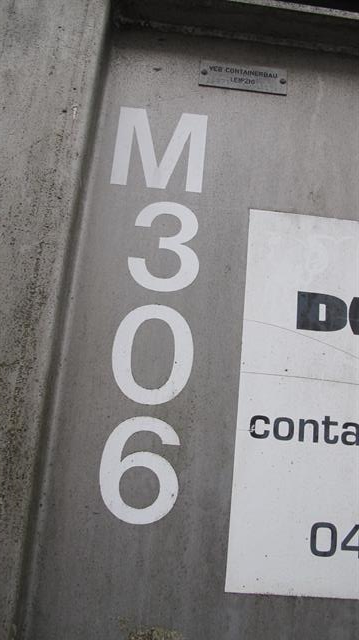 VEB CONTAINERBAU
LEIPZIG
M
3
0
6
conta
04